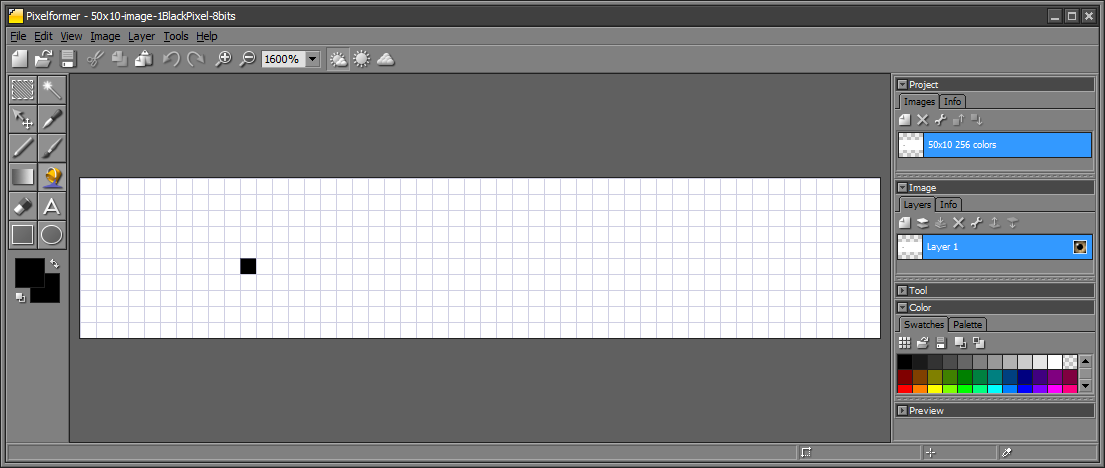 Pixelformer - 50x10-image-1BlackPixel-8bits
File Edit View Image Layer Tools Help
1600%
Project
Images Info
50x10 256 colors
Image
Layers Info
Layer 1
Tool
Color
Swatches Palette
Preview
A